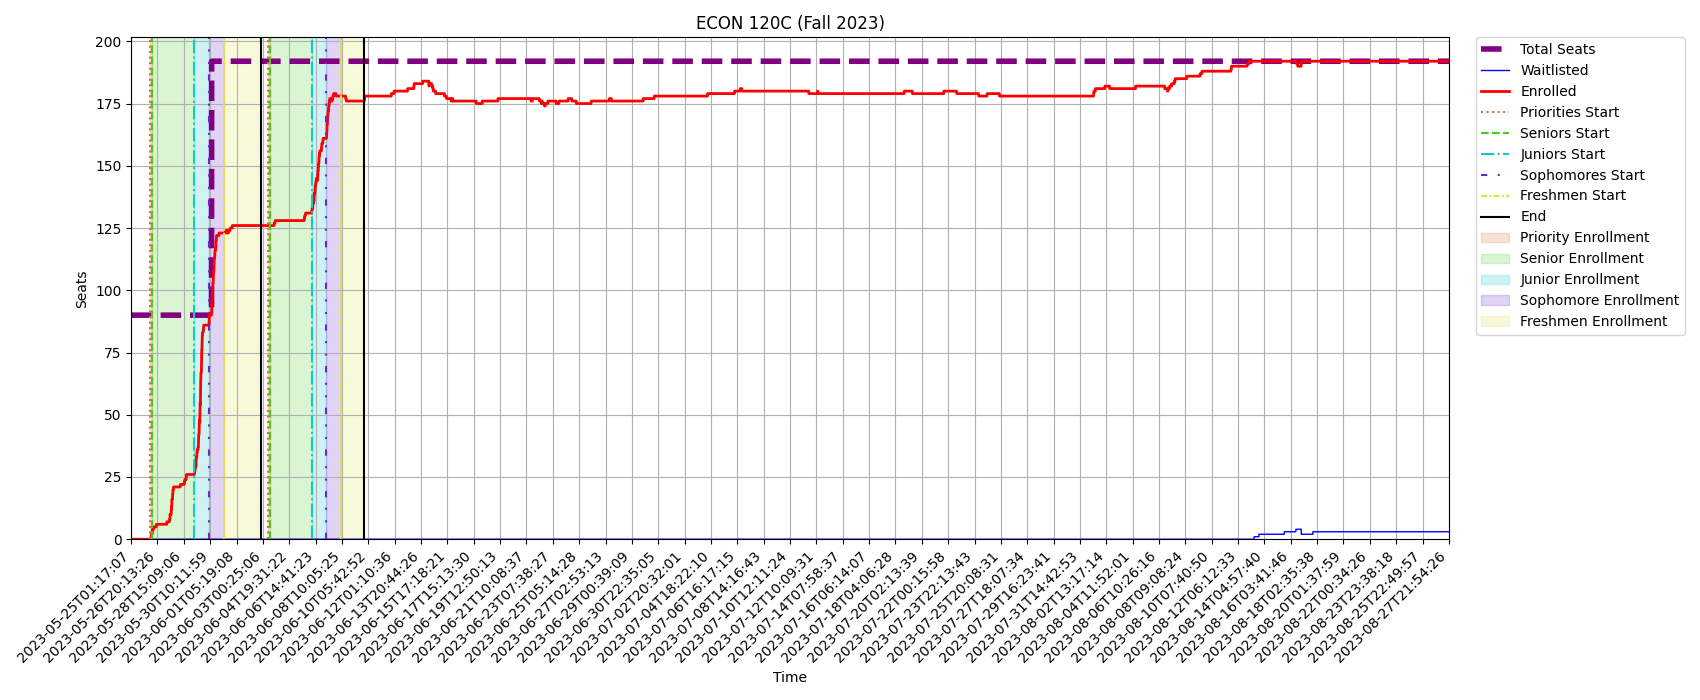 ECON 120C (Fall 2023)
Seats
200
175
150
125
100
75
50
25
0
2023-05-25T01:17:07
2023-05-26T20:13:26
2023-05-28T15:09:06
2023-05-30T10:11:59
2023-06-01T05:19:08
2023-06-03T00:25:06
2023-06-04T19:31:22
2023-06-06T14:41:23
2023-06-08T10:05:25
2023-06-10T05:42:52
2023-06-12T01:10:36
2023-06-13T20:44:26
2023-06-15T17:18:21
2023-06-17T15:13:30
2023-06-19T12:50:13
2023-06-21T10:08:37
2023-06-23T07:38:27
2023-06-25T05:14:28
2023-06-27T02:53:13
2023-06-29T00:39:09
2023-06-30T22:35:05
2023-07-02T20:32:01
2023-07-04T18:22:10
2023-07-06T16:17:15
2023-07-08T14:16:43
2023-07-10T12:11:24
2023-07-12T10:09:31
2023-07-14T07:58:37
2023-07-16T06:14:07
2023-07-18T04:06:28
2023-07-20T02:13:39
2023-07-22T00:15:58
2023-07-23T22:13:43
2023-07-25T20:08:31
2023-07-27T18:07:34
2023-07-29T16:23:41
2023-07-31T14:42:53
2023-08-02T13:17:14
2023-08-04T11:52:01
2023-08-06T10:26:16
2023-08-08T09:08:24
2023-08-10T07:40:50
2023-08-12T06:12:33
2023-08-14T04:57:40
2023-08-16T03:41:46
2023-08-18T02:35:38
2023-08-20T01:37:59
2023-08-22T00:34:26
2023-08-23T23:38:18
2023-08-25T22:49:57
2023-08-27T21:54:26
Time
Total Seats
Waitlisted
Enrolled
Priorities Start
Seniors Start
Juniors Start
Sophomores Start
Freshmen Start
End
Priority Enrollment
Senior Enrollment
Junior Enrollment
Sophomore Enrollment
Freshmen Enrollment